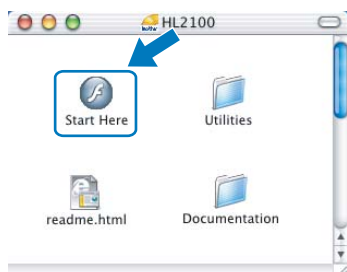 HL2100
Start Here
Utilities
readme.html
Documentation